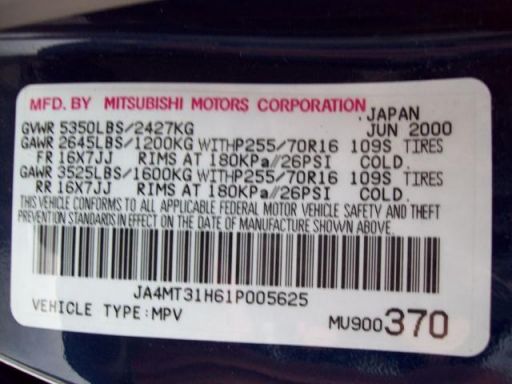 MFD. BY MITSUBISHI MOTORS CORPORATION
, JAPAN
GVWR 5350LBS/2427KG JUN 2000
GAWR 2645LBS/1200KG WITHP255/70R16 109S TIRES
FR 16X7JJ RIMS AT 180KPa/26PSI COLD.
GAWR 3525LBS/1600KG WITHP255/70R16 109S TIRES
RR 16X7JJ RIMS AT 180KPa/26PSI COLD.
THIS VEHICLE CONFORMS TO ALL APPLICABLE FEDERAL MOTOR VEHICLE SAFETY AND THEFT
PREVENTION STANDARDS IN EFFECT ON THE DATE OF MANUFACTURE SHOWN ABOVE.
JA4MT31H61P005625
VEHICLE TYPE:MPV MU900370